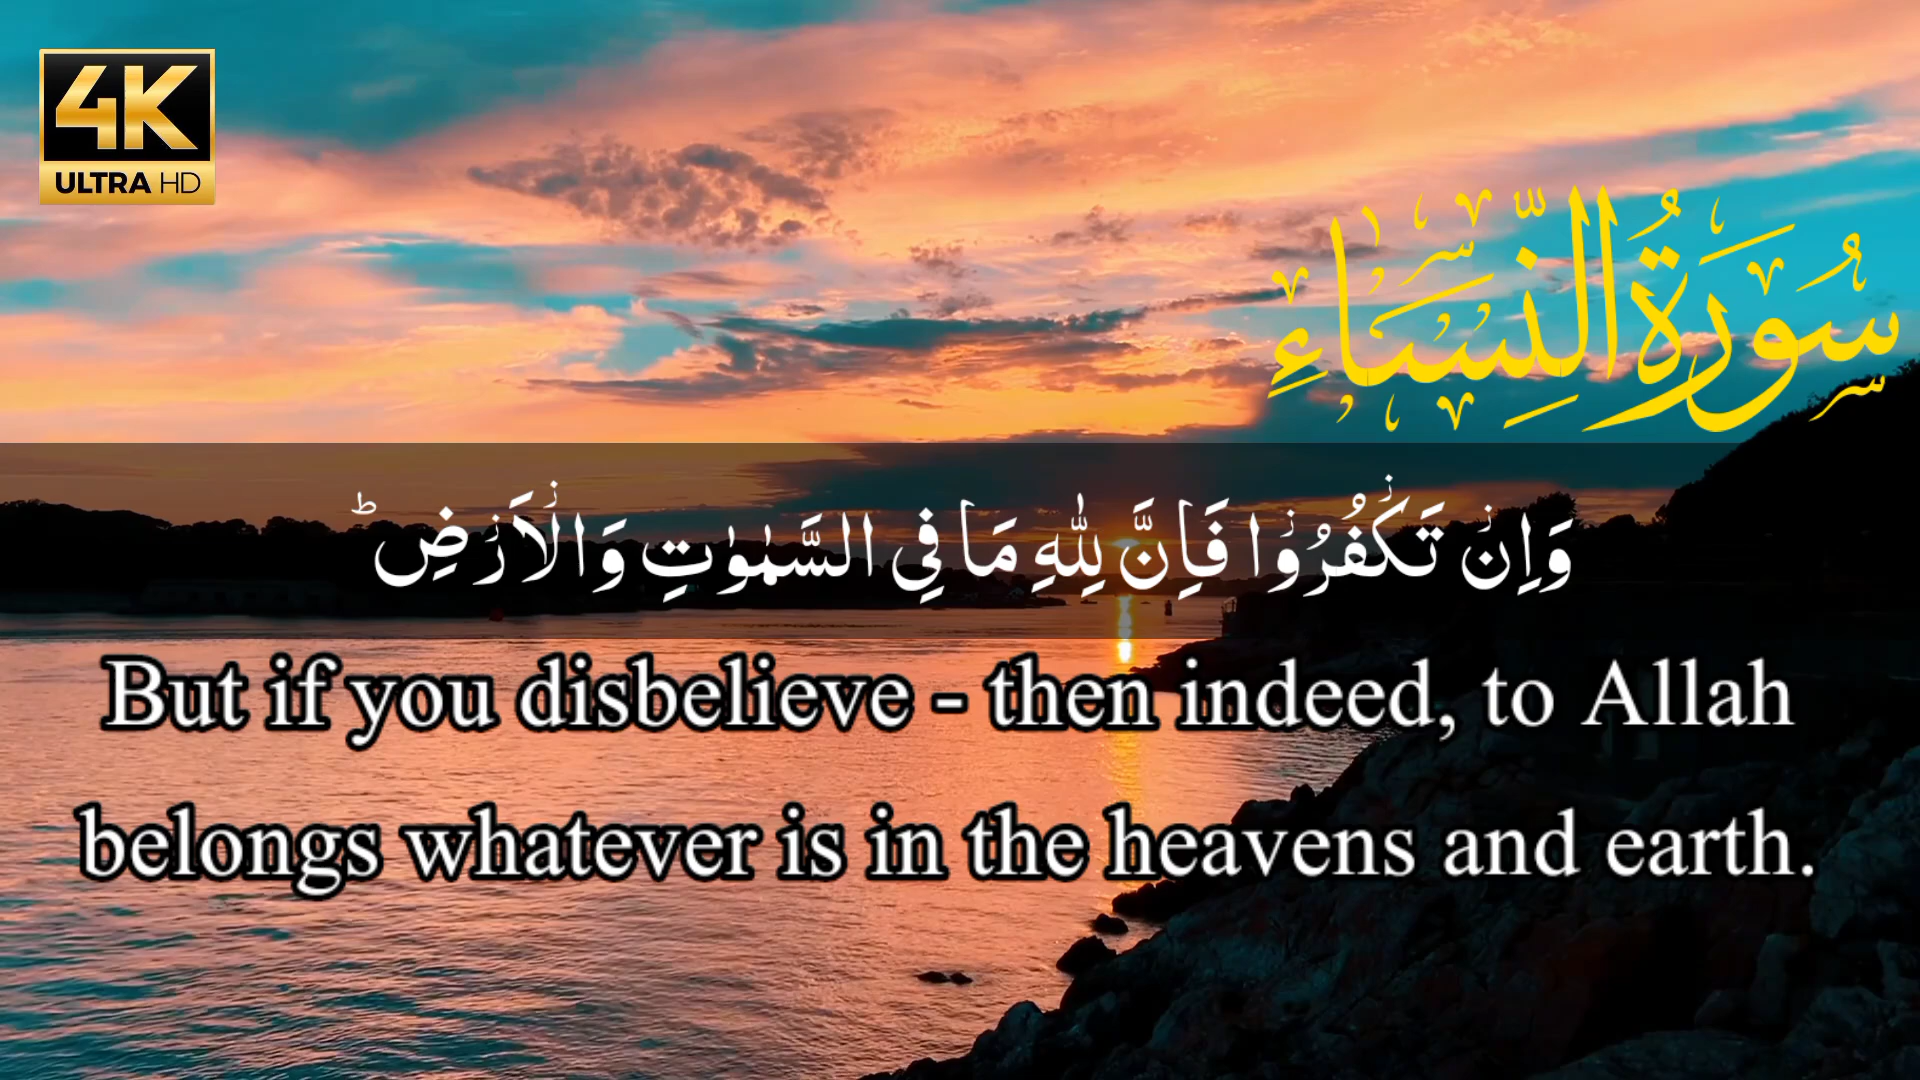 4K
ULTRA HD
سُورَةُ النِّسَاءِ
وَاِنْ تَكْفُرُوْا فَاِنَّ لِلّٰهِ مَا فِى السَّمٰوٰتِ وَالْاَرْضِ ؕ
But if you disbelieve - then indeed, to Allah
belongs whatever is in the heavens and earth.